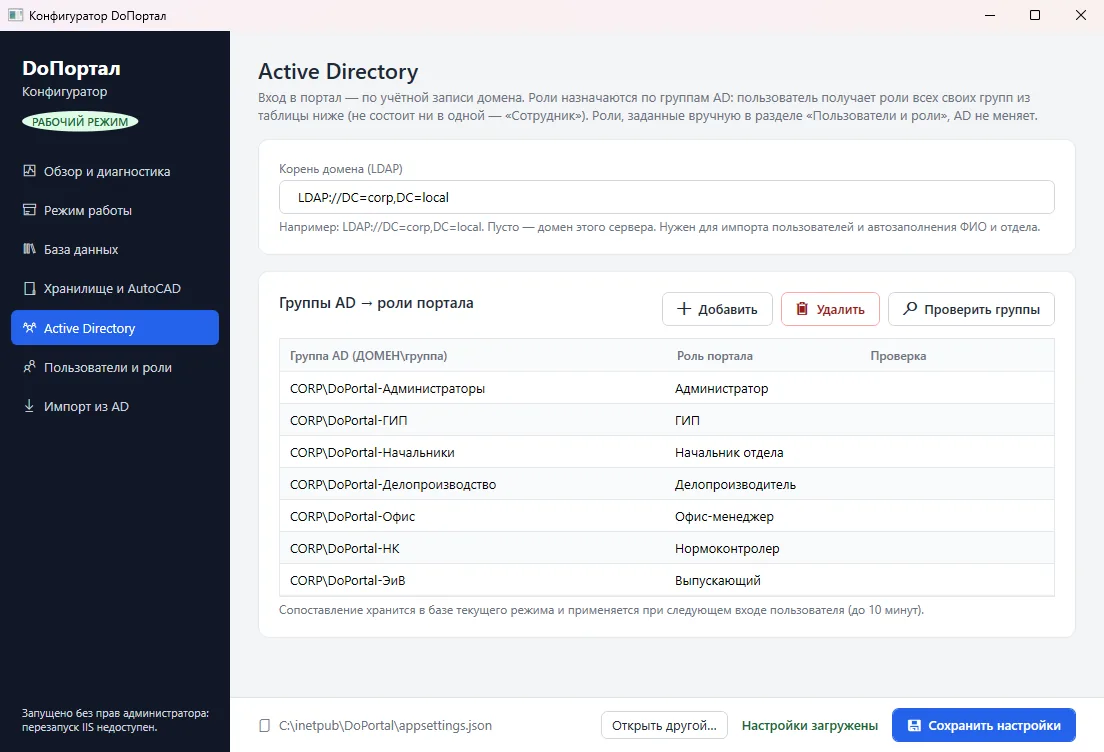 Конфигуратор DoПортал
DoПортал
Конфигуратор
РАБОЧИЙ РЕЖИМ
Обзор и диагностика
Режим работы
База данных
Хранилище и AutoCAD
Active Directory
Пользователи и роли
Импорт из AD
Запущено без прав администратора:
перезапуск IIS недоступен.
Active Directory
Вход в портал — по учётной записи домена. Роли назначаются по группам AD: пользователь получает роли всех своих групп из
таблицы ниже (не состоит ни в одной — «Сотрудник»). Роли, заданные вручную в разделе «Пользователи и роли», AD не меняет.
Корень домена (LDAP)
LDAP://DC=corp,DC=local
Например: LDAP://DC=corp,DC=local. Пусто — домен этого сервера. Нужен для импорта пользователей и автозаполнения ФИО и отдела.
Группы AD → роли портала
Добавить
Удалить
Проверить группы
Группа AD (ДОМЕН\группа) Роль портала Проверка
CORP\DoPortal-Администраторы Администратор
CORP\DoPortal-ГИП ГИП
CORP\DoPortal-Начальники Начальник отдела
CORP\DoPortal-Делопроизводство Делопроизводитель
CORP\DoPortal-Офис Офис-менеджер
CORP\DoPortal-НК Нормоконтролер
CORP\DoPortal-ЭиВ Выпускающий
Сопоставление хранится в базе текущего режима и применяется при следующем входе пользователя (до 10 минут).
C:\inetpub\DoPortal\appsettings.json
Открыть другой...
Настройки загружены
Сохранить настройки